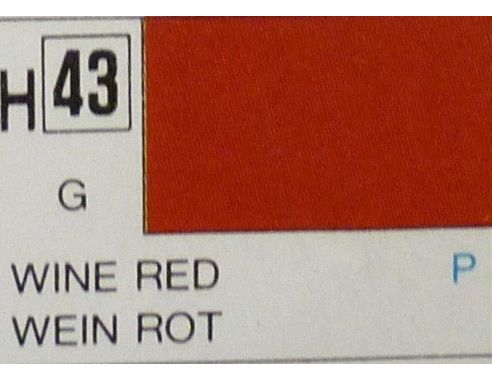 H 43
G
WINE RED P
WEIN ROT